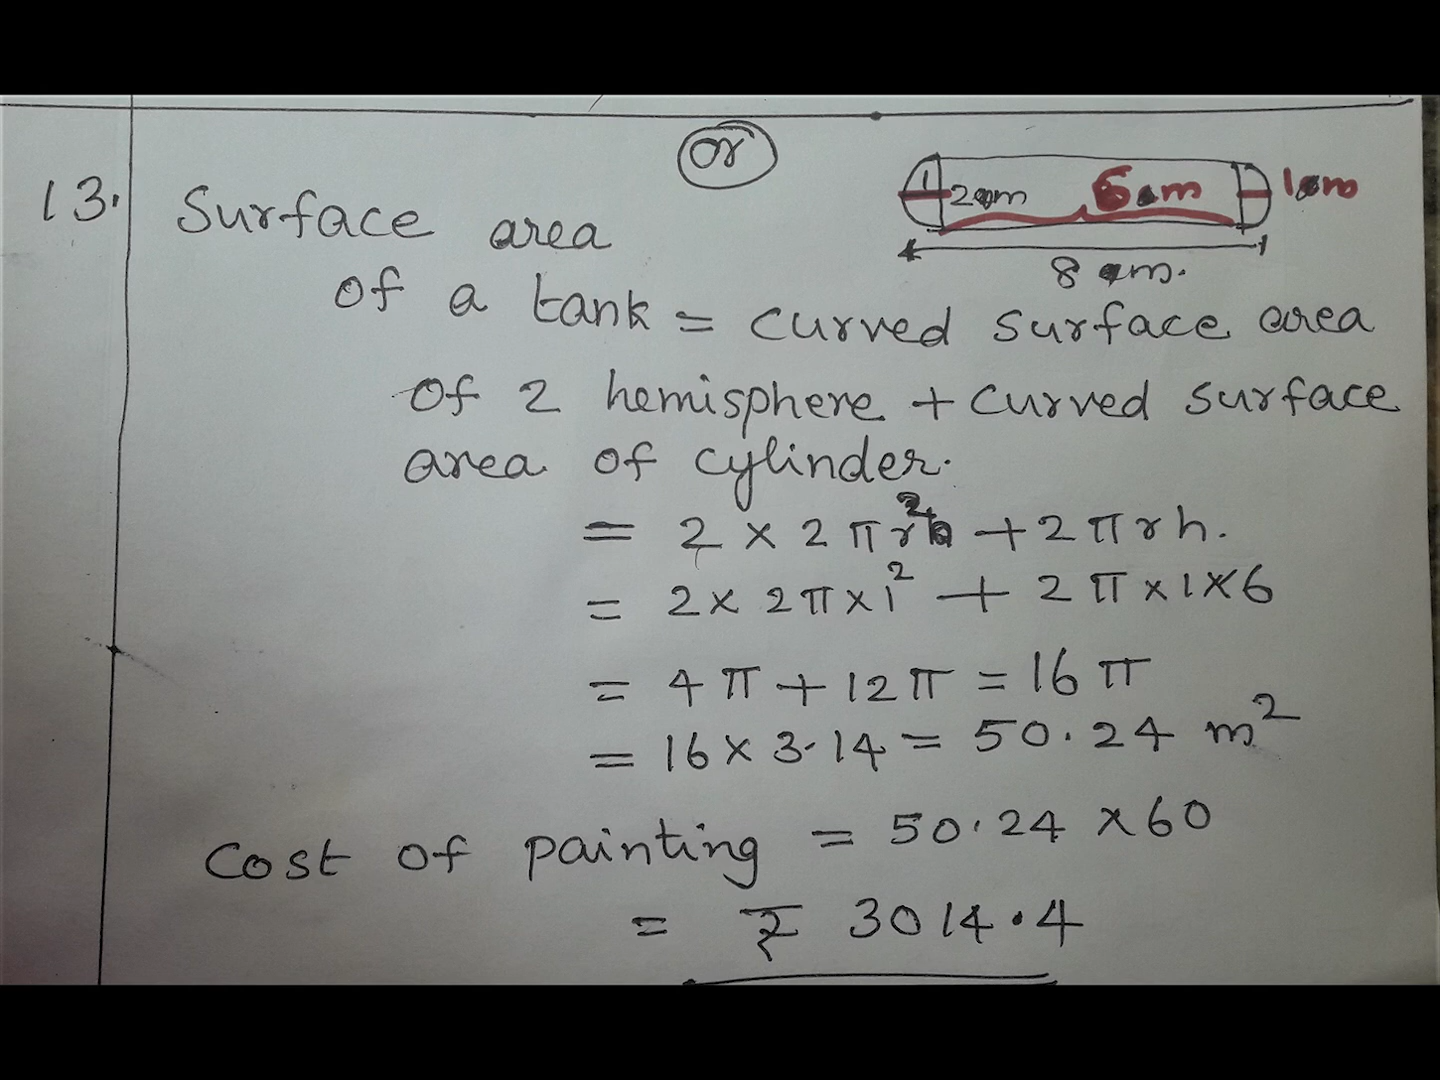 or
13. Surface area
1 2m 6m 1m
8 m.
of a tank = curved surface area
of 2 hemisphere + curved surface
area of cylinder.
= 2 × 2πr² + 2πrh.
= 2× 2π×1² + 2π×1×6
= 4π + 12π = 16π
= 16 × 3.14 = 50.24 m²
Cost of painting = 50.24 ×60
= ₹ 3014.4